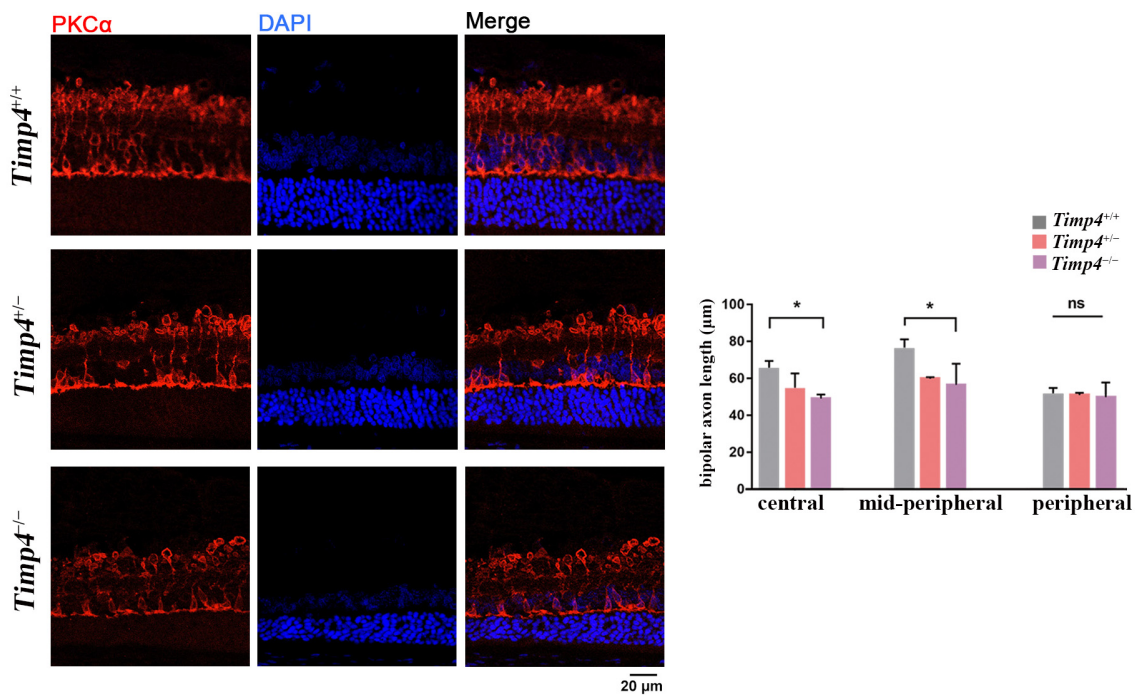 PKCα DAPI Merge
Timp4+/+
Timp4+/−
Timp4−/−
20 µm
Timp4+/+
Timp4+/−
Timp4−/−
bipolar axon length (µm)
100
80
60
40
20
0
* * ns
central mid-peripheral peripheral